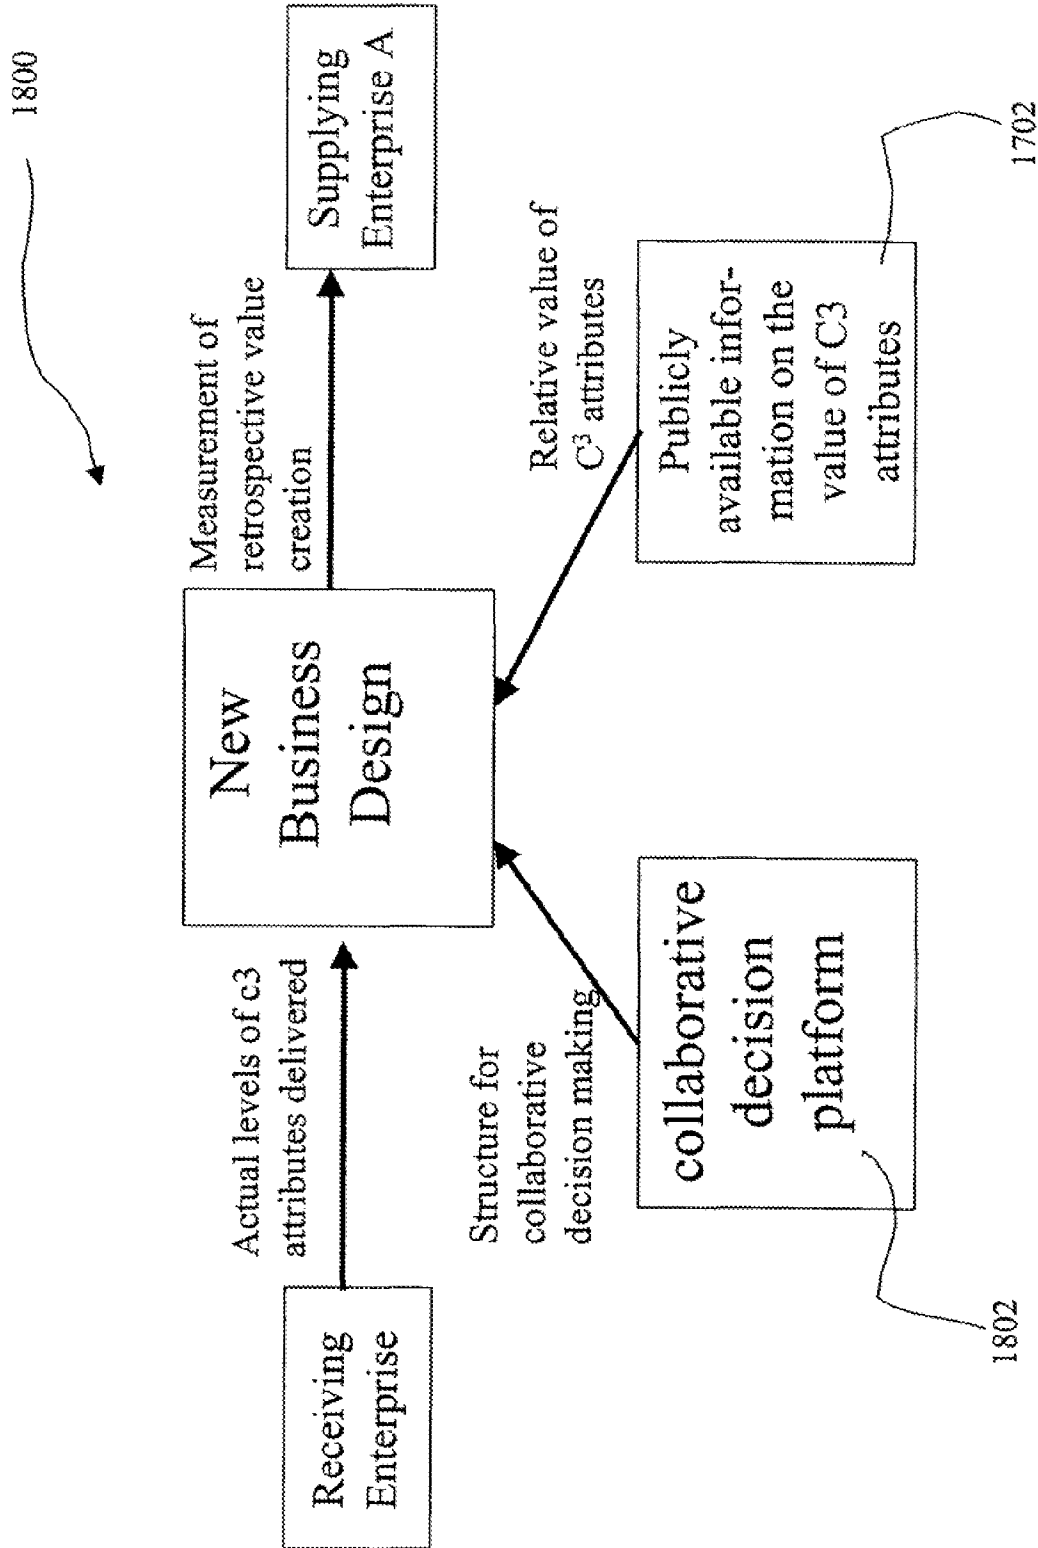 1800
Receiving
Enterprise
Actual levels of c3
attributes delivered
New
Business
Design
Measurement of
retrospective value
creation
Supplying
Enterprise A
Structure for
collaborative
decision making
Relative value of
C³ attributes
collaborative
decision
platform
Publicly
available infor-
mation on the
value of C3
attributes
1802
1702